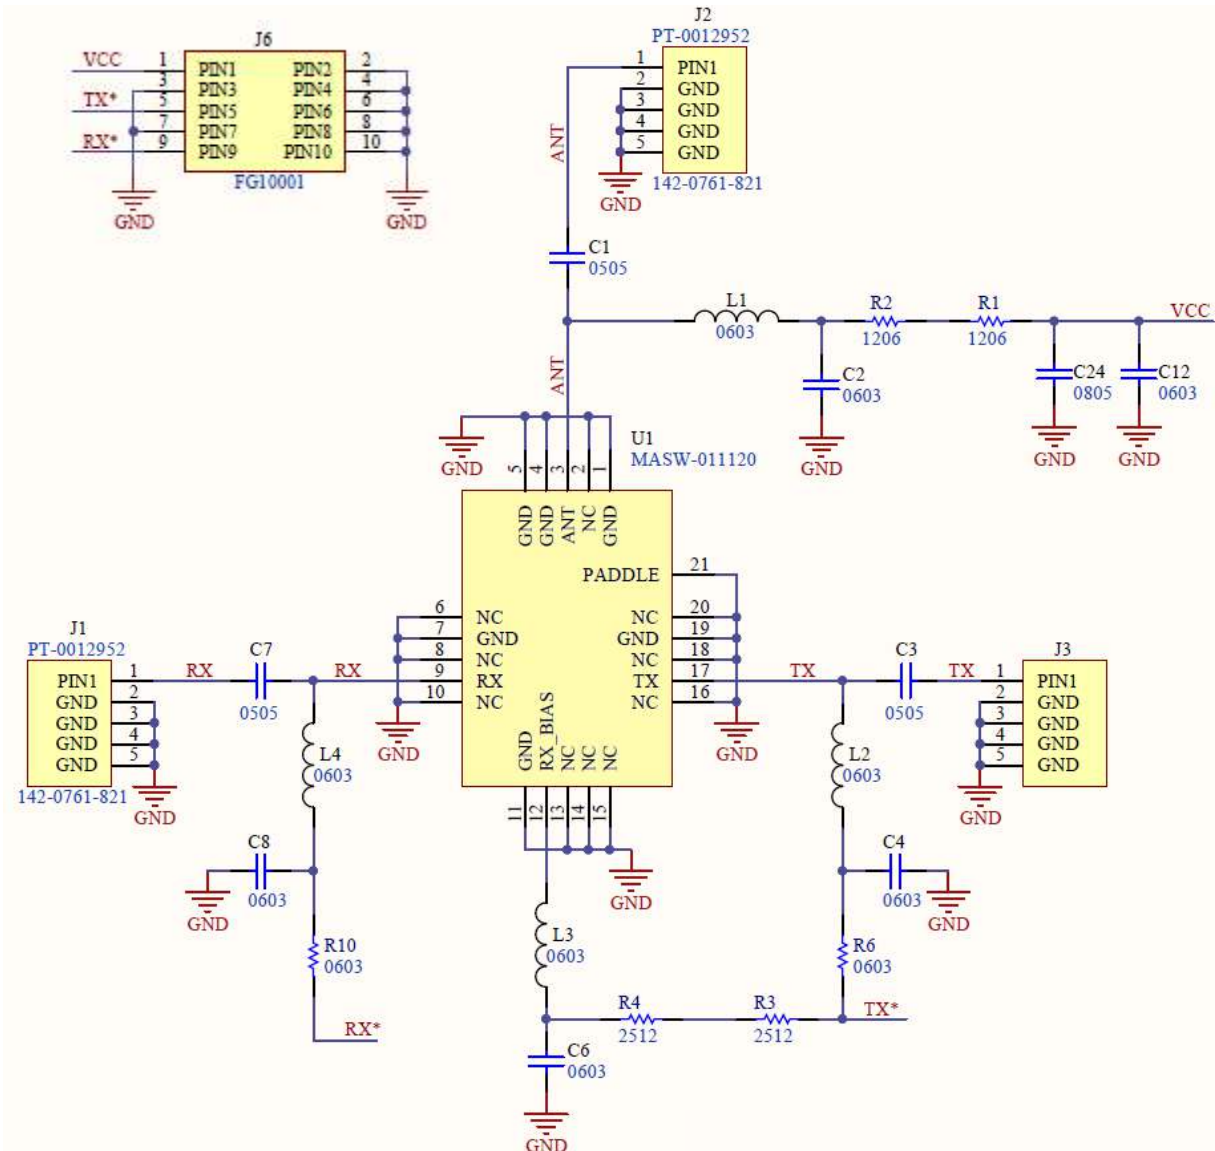 J6
VCC 1 PIN1 PIN2 2
3 PIN3 PIN4 4
TX* 5 PIN5 PIN6 6
7 PIN7 PIN8 8
RX* 9 PIN9 PIN10 10
FG10001
GND
GND
J2
PT-0012952
1 PIN1
2 GND
3 GND
4 GND
5 GND
142-0761-821
GND
ANT
C1
0505
L1
0603
R2
1206
R1
1206
VCC
C2
0603
GND
C24
0805
GND
C12
0603
GND
ANT
GND
U1
MASW-011120
5 4 3 2 1
GND GND ANT NC GND
PADDLE 21
6 NC
7 GND
8 NC
9 RX
10 NC
GND
NC 20
GND 19
NC 18
TX 17
NC 16
GND
GND RX_BIAS NC NC NC
11 12 13 14 15
GND
J1
PT-0012952
PIN1 1
GND 2
GND 3
GND 4
GND 5
142-0761-821
GND
RX
C7
0505
RX
L4
0603
C8
0603
GND
R10
0603
RX*
TX
C3
0505
TX
J3
1 PIN1
2 GND
3 GND
4 GND
5 GND
GND
L2
0603
C4
0603
GND
R6
0603
TX*
L3
0603
R4
2512
R3
2512
C6
0603
GND